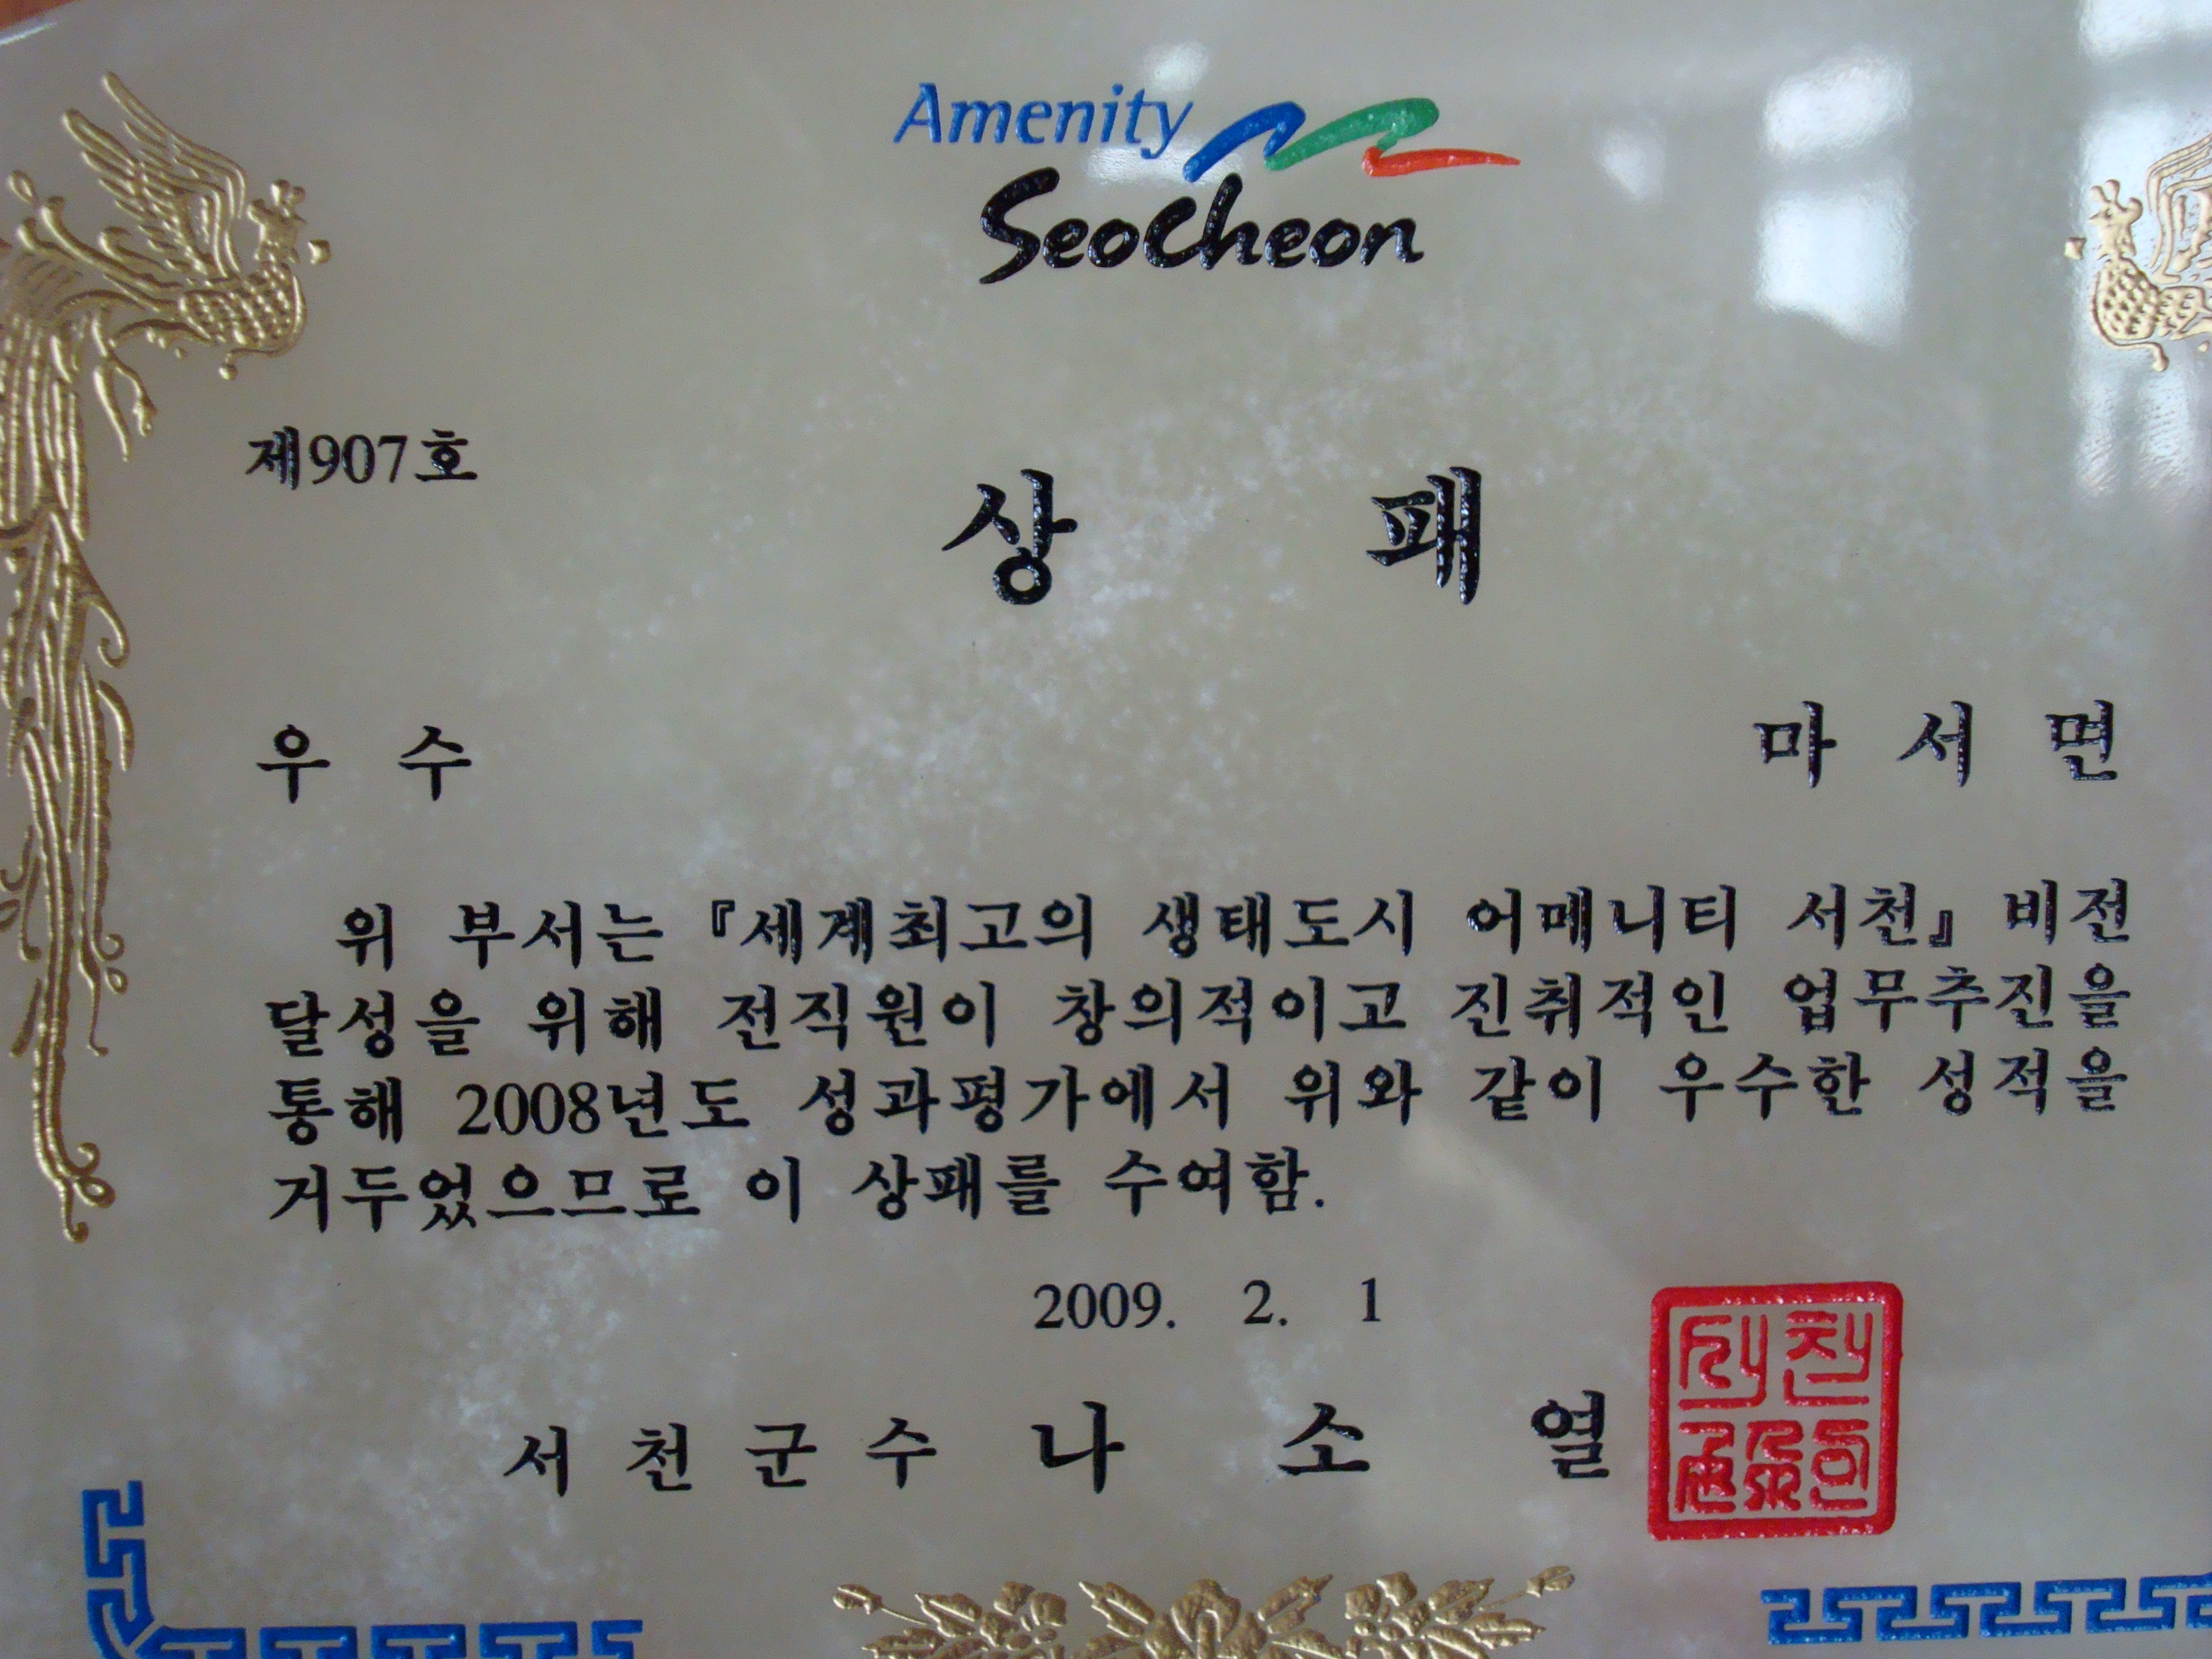 Amenity
Seocheon
제907호
상 패
우 수 마 서 면
위 부서는 『세계최고의 생태도시 어메니티 서천』 비전
달성을 위해 전직원이 창의적이고 진취적인 업무추진을
통해 2008년도 성과평가에서 위와 같이 우수한 성적을
거두었으므로 이 상패를 수여함.
2009. 2. 1
서 천 군 수 나 소 열